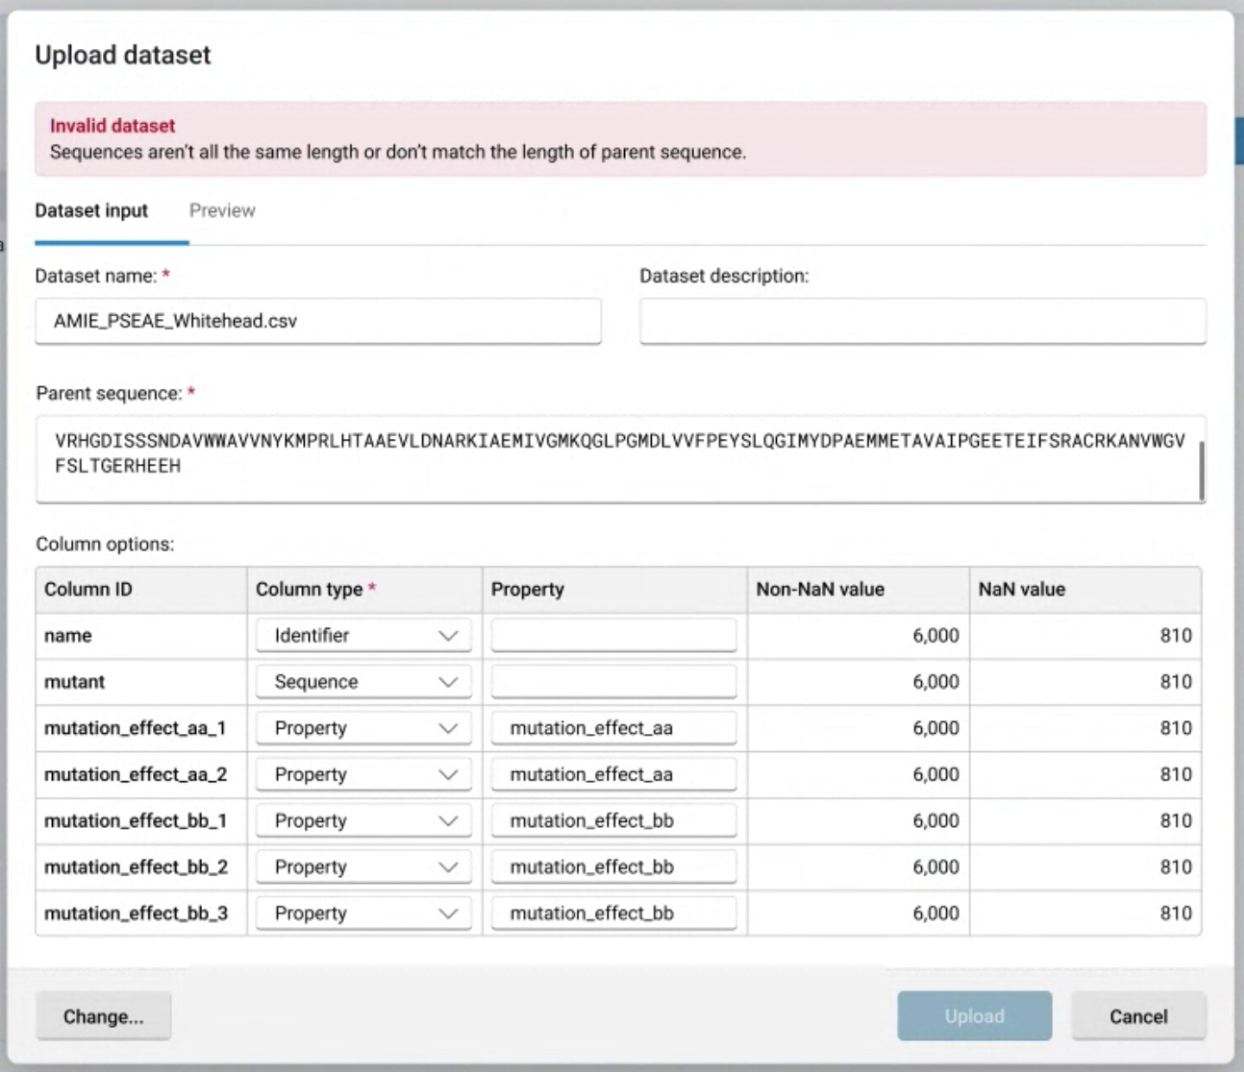 Upload dataset
Invalid dataset
Sequences aren't all the same length or don't match the length of parent sequence.
Dataset input Preview
Dataset name: * Dataset description:
AMIE_PSEAE_Whitehead.csv
Parent sequence: *
VRHGDISSSNDAVWWAVVNYKMPRLHTAAEVLDNARKIAEMIVGMKQGLPGMDLVVFPEYSLQGIMYDPAEMMETAVAIPGEETEIFSRACRKANVWGV
FSLTGERHEEH
Column options:
Column ID Column type * Property Non-NaN value NaN value
name Identifier 6,000 810
mutant Sequence 6,000 810
mutation_effect_aa_1 Property mutation_effect_aa 6,000 810
mutation_effect_aa_2 Property mutation_effect_aa 6,000 810
mutation_effect_bb_1 Property mutation_effect_bb 6,000 810
mutation_effect_bb_2 Property mutation_effect_bb 6,000 810
mutation_effect_bb_3 Property mutation_effect_bb 6,000 810
Change... Upload Cancel